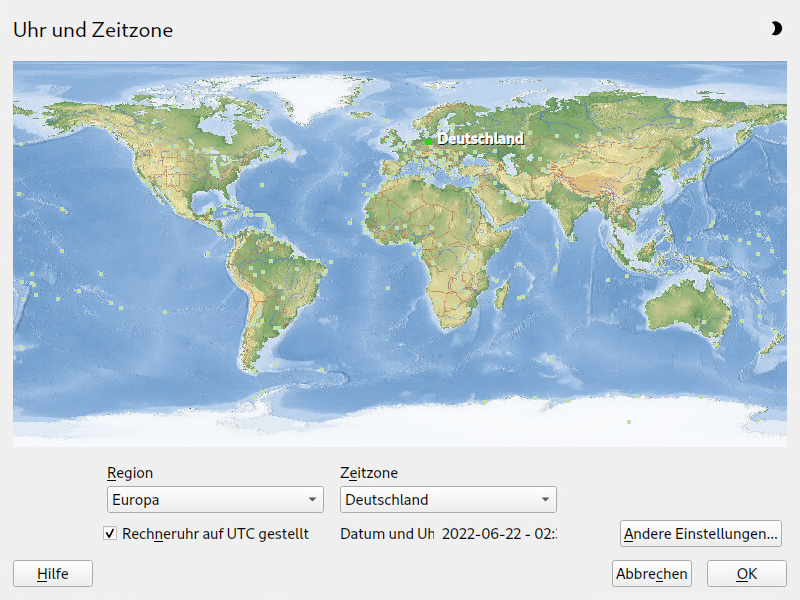 Uhr und Zeitzone
Deutschland
Region
Zeitzone
Europa
Deutschland
Rechneruhr auf UTC gestellt
Datum und Uh
2022-06-22 - 02:
Andere Einstellungen...
Hilfe
Abbrechen
OK